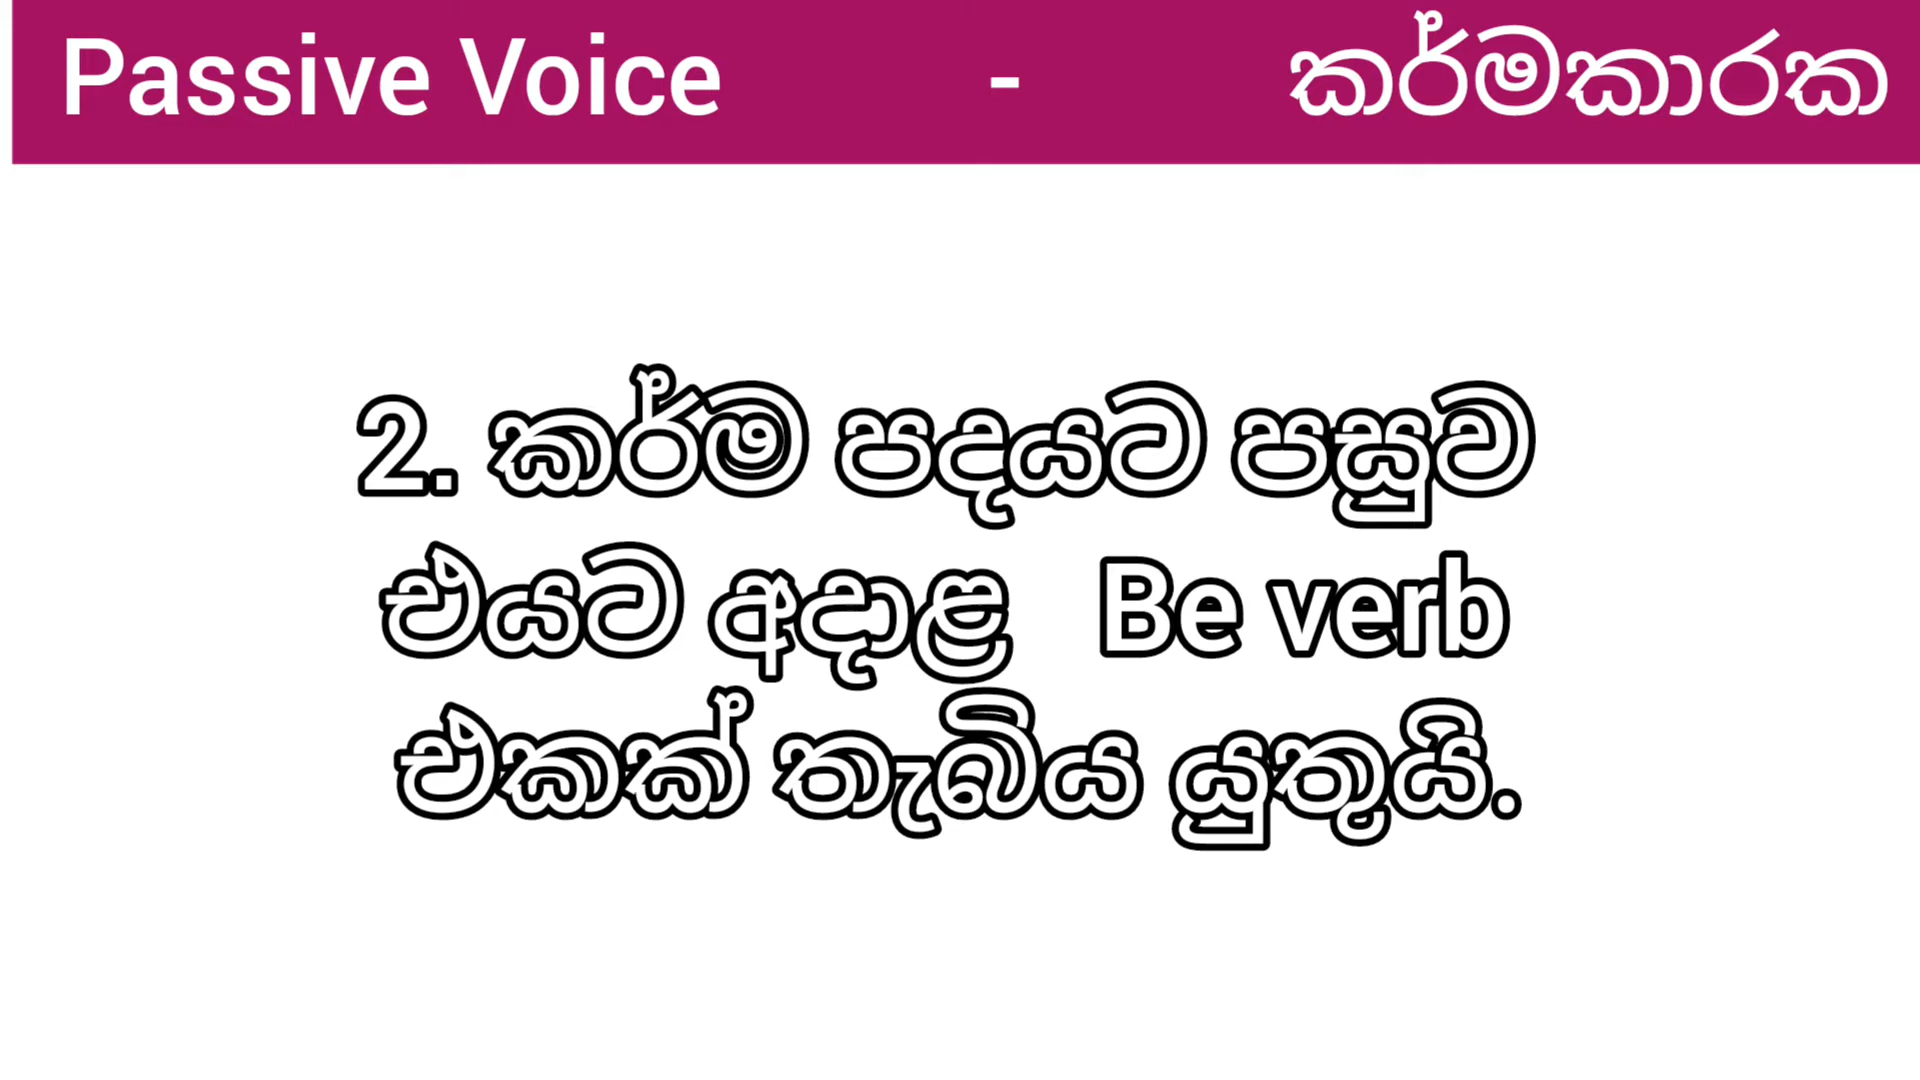 Passive Voice - කර්මකාරක
2. කර්ම පදයට පසුව
එයට අදාළ Be verb
එකක් තැබිය යුතුයි.